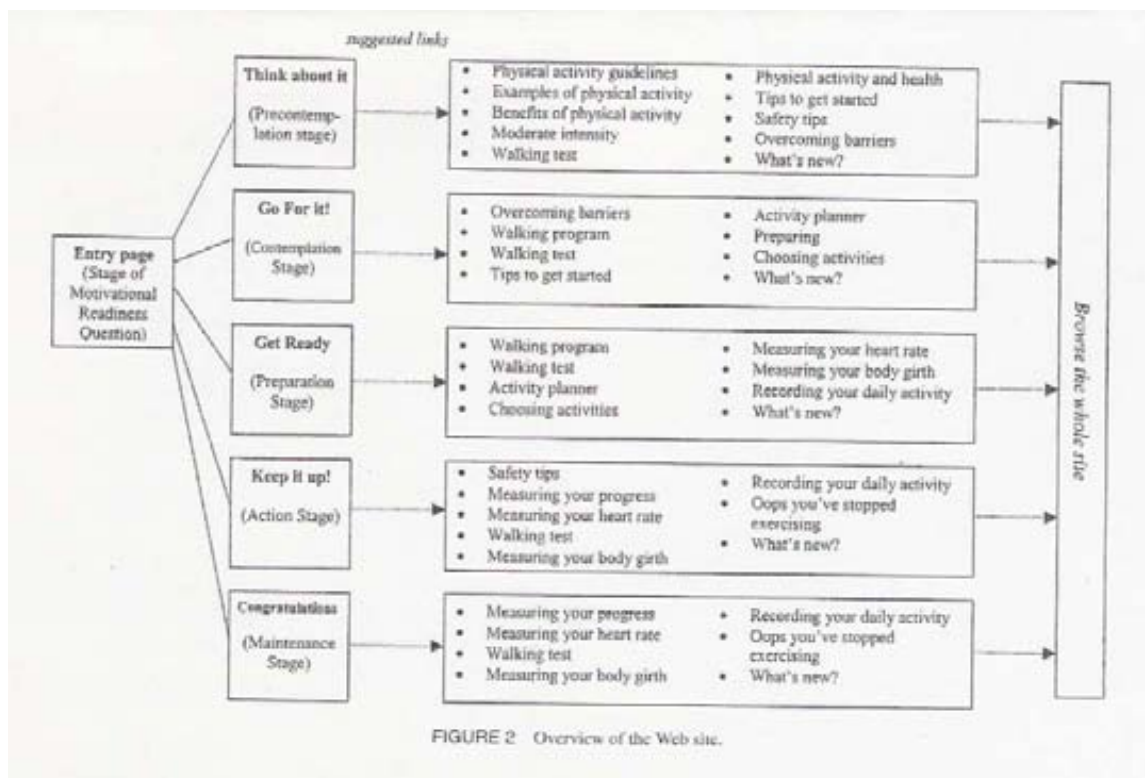 suggested links
Think about it
(Precontemp-
lation stage)
• Physical activity guidelines
• Examples of physical activity
• Benefits of physical activity
• Moderate intensity
• Walking test
• Physical activity and health
• Tips to get started
• Safety tips
• Overcoming barriers
• What's new?
Go For it!
(Contemplation
Stage)
• Overcoming barriers
• Walking program
• Walking test
• Tips to get started
• Activity planner
• Preparing
• Choosing activities
• What's new?
Entry page
(Stage of
Motivational
Readiness
Question)
Get Ready
(Preparation
Stage)
• Walking program
• Walking test
• Activity planner
• Choosing activities
• Measuring your heart rate
• Measuring your body girth
• Recording your daily activity
• What's new?
Keep it up!
(Action Stage)
• Safety tips
• Measuring your progress
• Measuring your heart rate
• Walking test
• Measuring your body girth
• Recording your daily activity
• Oops you've stopped
exercising
• What's new?
Congratulations
(Maintenance
Stage)
• Measuring your progress
• Measuring your heart rate
• Walking test
• Measuring your body girth
• Recording your daily activity
• Oops you've stopped
exercising
• What's new?
Browse the whole site
FIGURE 2 Overview of the Web site.